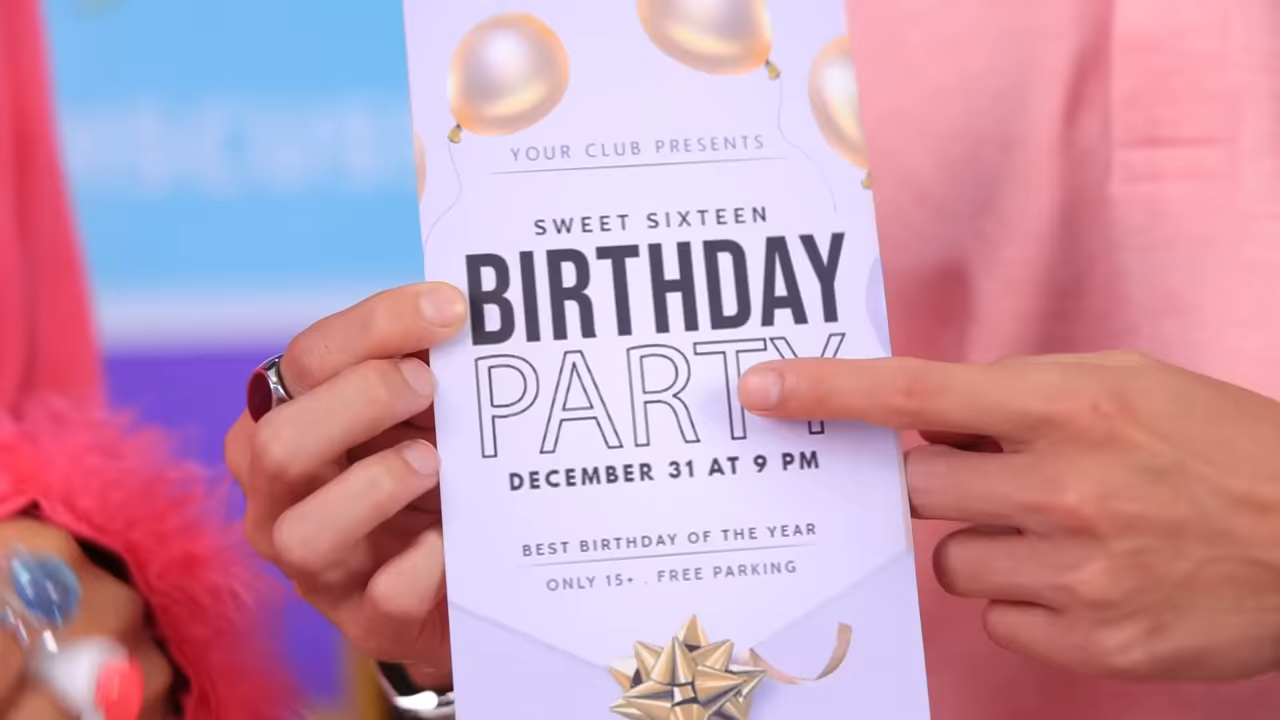 YOUR CLUB PRESENTS
SWEET SIXTEEN
BIRTHDAY
PARTY
DECEMBER 31 AT 9 PM
BEST BIRTHDAY OF THE YEAR
ONLY 15+ . FREE PARKING